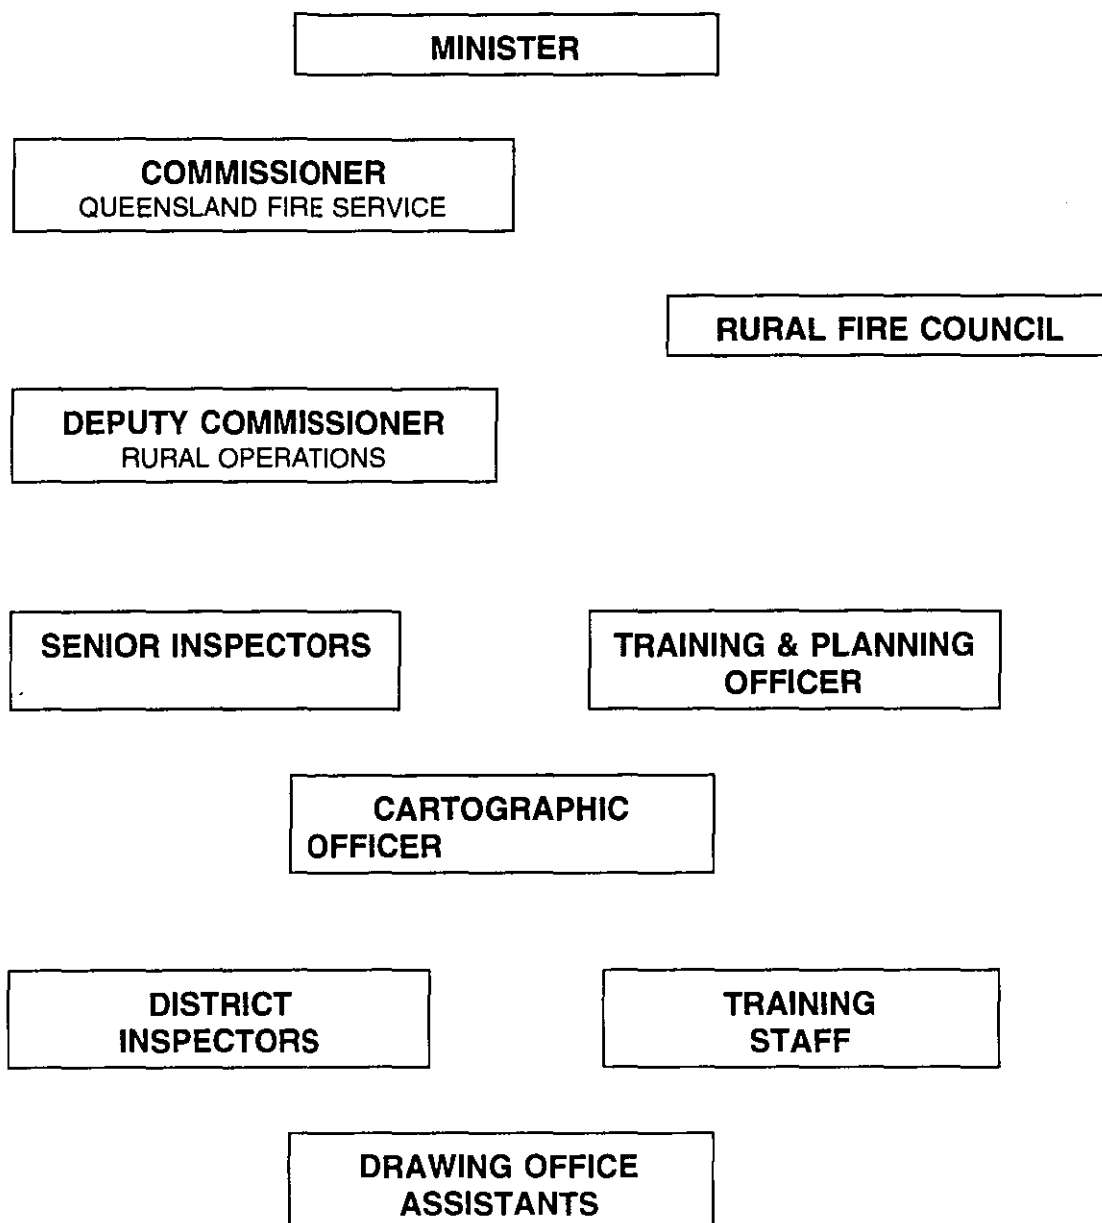 MINISTER
COMMISSIONER
QUEENSLAND FIRE SERVICE
RURAL FIRE COUNCIL
DEPUTY COMMISSIONER
RURAL OPERATIONS
SENIOR INSPECTORS
TRAINING & PLANNING
OFFICER
CARTOGRAPHIC
OFFICER
DISTRICT
INSPECTORS
TRAINING
STAFF
DRAWING OFFICE
ASSISTANTS